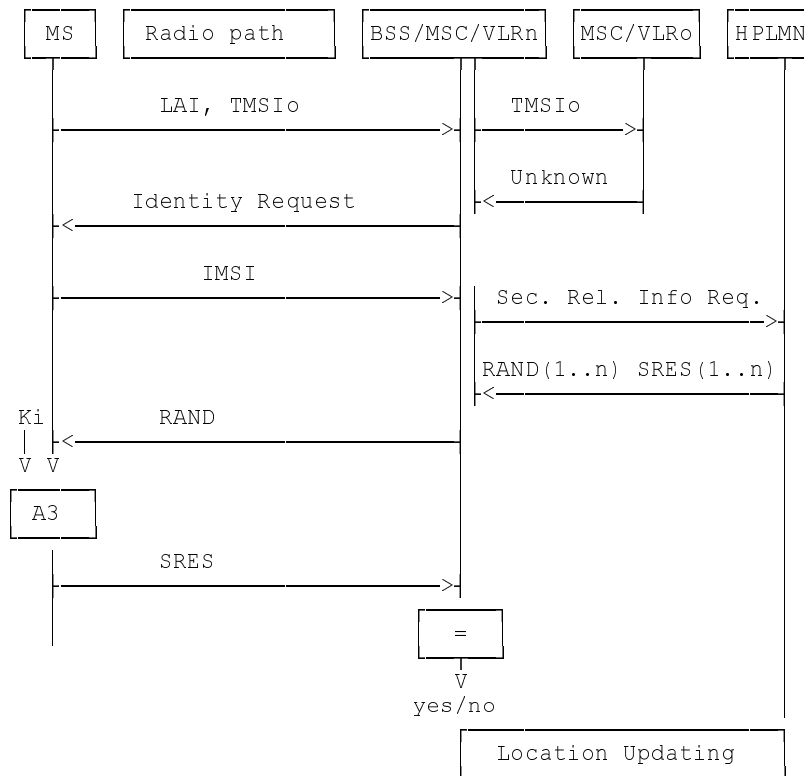 MS Radio path BSS/MSC/VLRn MSC/VLRo HPLMN
LAI, TMSIo TMSIo
Unknown
Identity Request
IMSI
Sec. Rel. Info Req.
RAND(1..n) SRES(1..n)
Ki RAND
V V
A3
SRES
=
V
yes/no
Location Updating